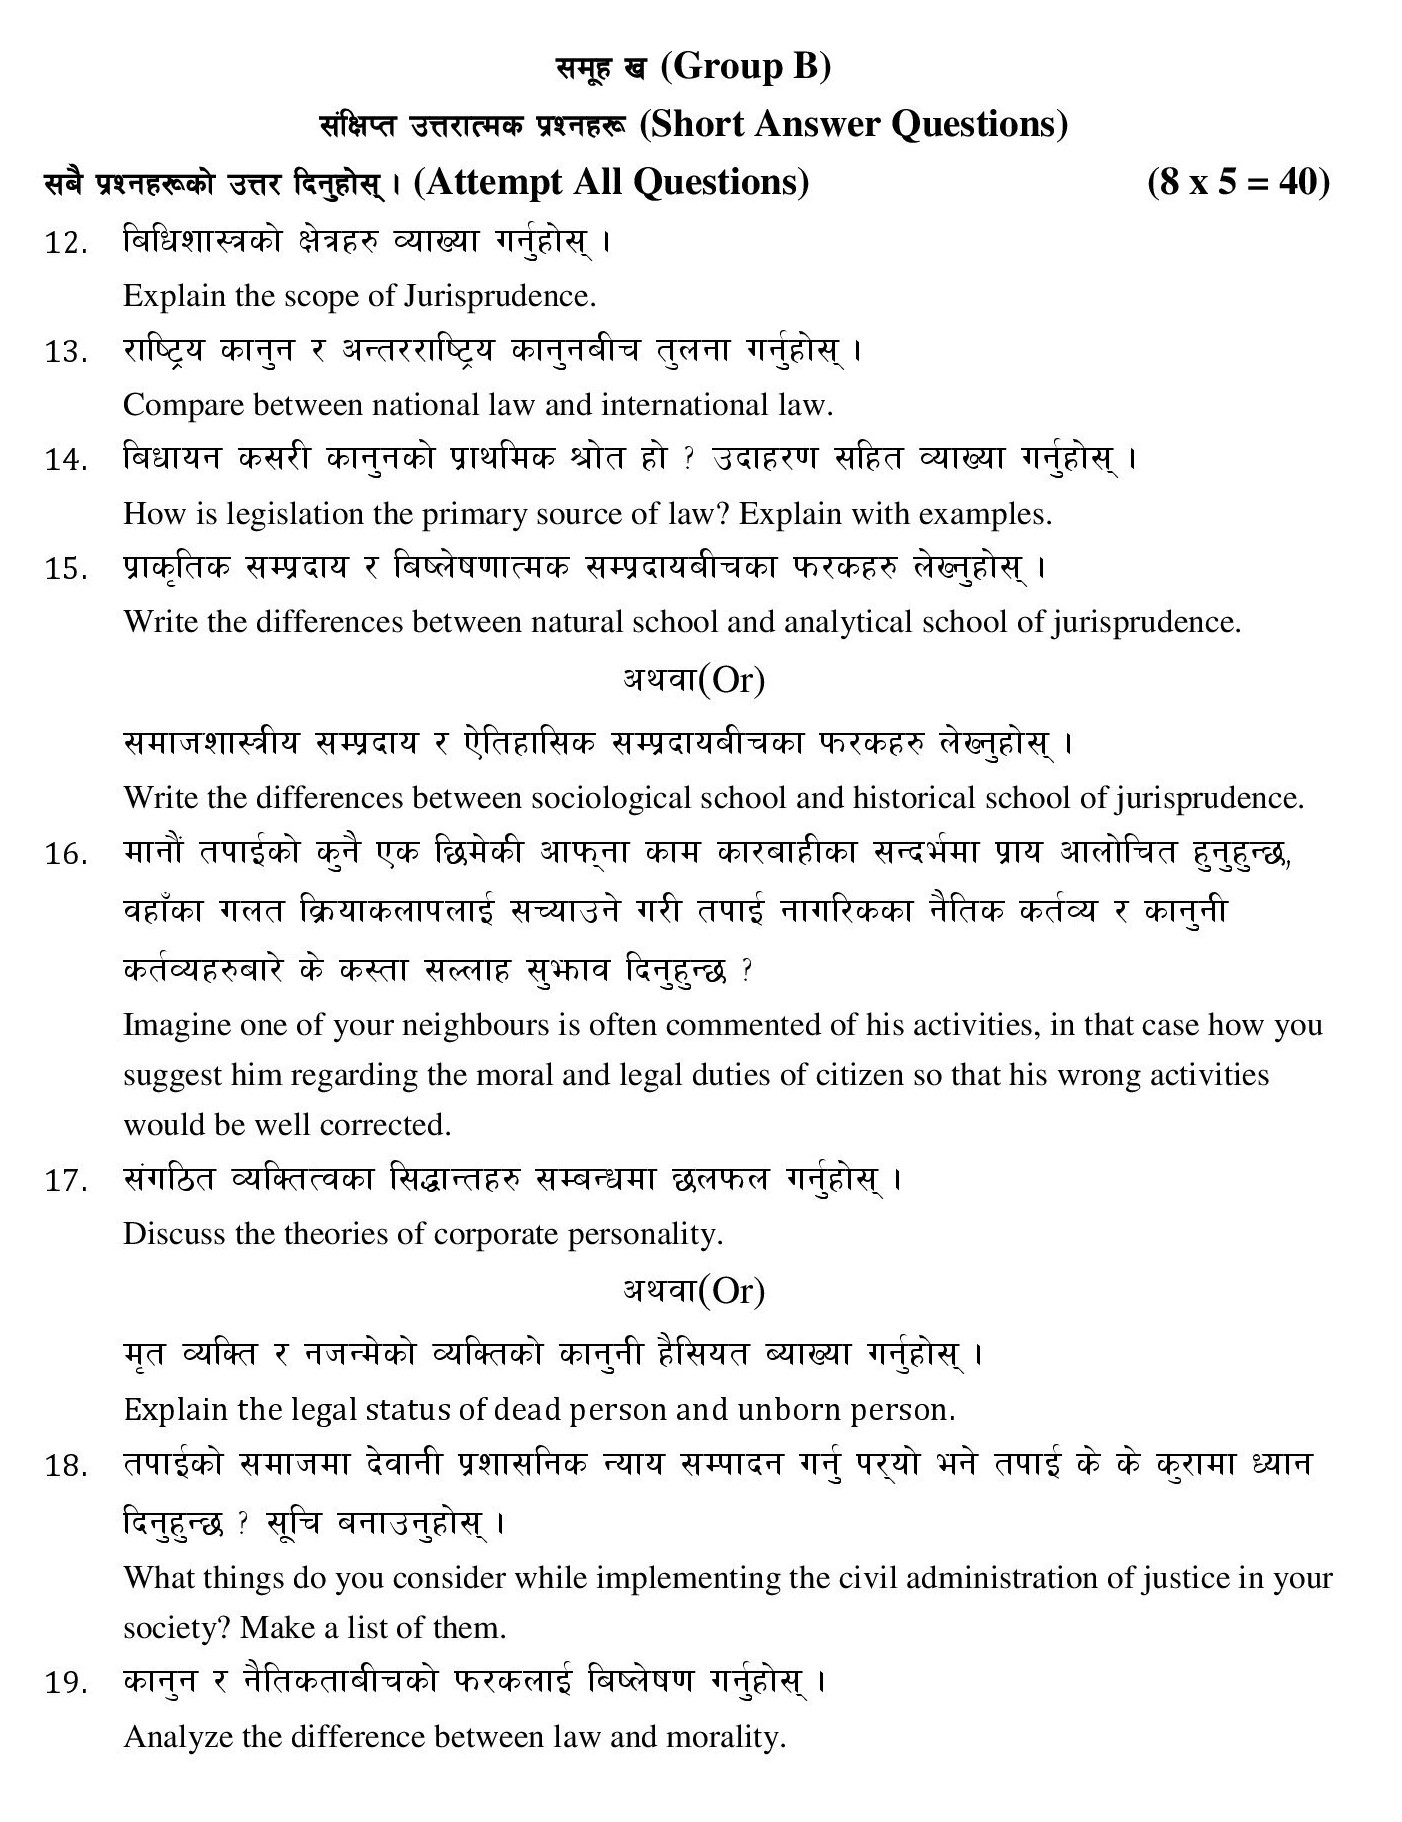 समूह ख (Group B)
संक्षिप्त उत्तरात्मक प्रश्नहरू (Short Answer Questions)
सबै प्रश्नहरूको उत्तर दिनुहोस् । (Attempt All Questions) (8 x 5 = 40)
12. बिधिशास्त्रको क्षेत्रहरु व्याख्या गर्नुहोस् ।
Explain the scope of Jurisprudence.
13. राष्ट्रिय कानुन र अन्तरराष्ट्रिय कानुनबीच तुलना गर्नुहोस् ।
Compare between national law and international law.
14. बिधायन कसरी कानुनको प्राथमिक श्रोत हो ? उदाहरण सहित व्याख्या गर्नुहोस् ।
How is legislation the primary source of law? Explain with examples.
15. प्राकृतिक सम्प्रदाय र बिष्लेषणात्मक सम्प्रदायबीचका फरकहरु लेख्नुहोस् ।
Write the differences between natural school and analytical school of jurisprudence.
अथवा(Or)
समाजशास्त्रीय सम्प्रदाय र ऐतिहासिक सम्प्रदायबीचका फरकहरु लेख्नुहोस् ।
Write the differences between sociological school and historical school of jurisprudence.
16. मानौं तपाईको कुनै एक छिमेकी आफ्ना काम कारबाहीका सन्दर्भमा प्राय आलोचित हुनुहुन्छ,
वहाँका गलत क्रियाकलापलाई सच्याउने गरी तपाई नागरिकका नैतिक कर्तव्य र कानुनी
कर्तव्यहरुबारे के कस्ता सल्लाह सुझाव दिनुहुन्छ ?
Imagine one of your neighbours is often commented of his activities, in that case how you
suggest him regarding the moral and legal duties of citizen so that his wrong activities
would be well corrected.
17. संगठित व्यक्तित्वका सिद्धान्तहरु सम्बन्धमा छलफल गर्नुहोस् ।
Discuss the theories of corporate personality.
अथवा(Or)
मृत व्यक्ति र नजन्मेको व्यक्तिको कानुनी हैसियत ब्याख्या गर्नुहोस् ।
Explain the legal status of dead person and unborn person.
18. तपाईको समाजमा देवानी प्रशासनिक न्याय सम्पादन गर्नु पर्‍यो भने तपाई के के कुरामा ध्यान
दिनुहुन्छ ? सूचि बनाउनुहोस् ।
What things do you consider while implementing the civil administration of justice in your
society? Make a list of them.
19. कानुन र नैतिकताबीचको फरकलाई बिष्लेषण गर्नुहोस् ।
Analyze the difference between law and morality.